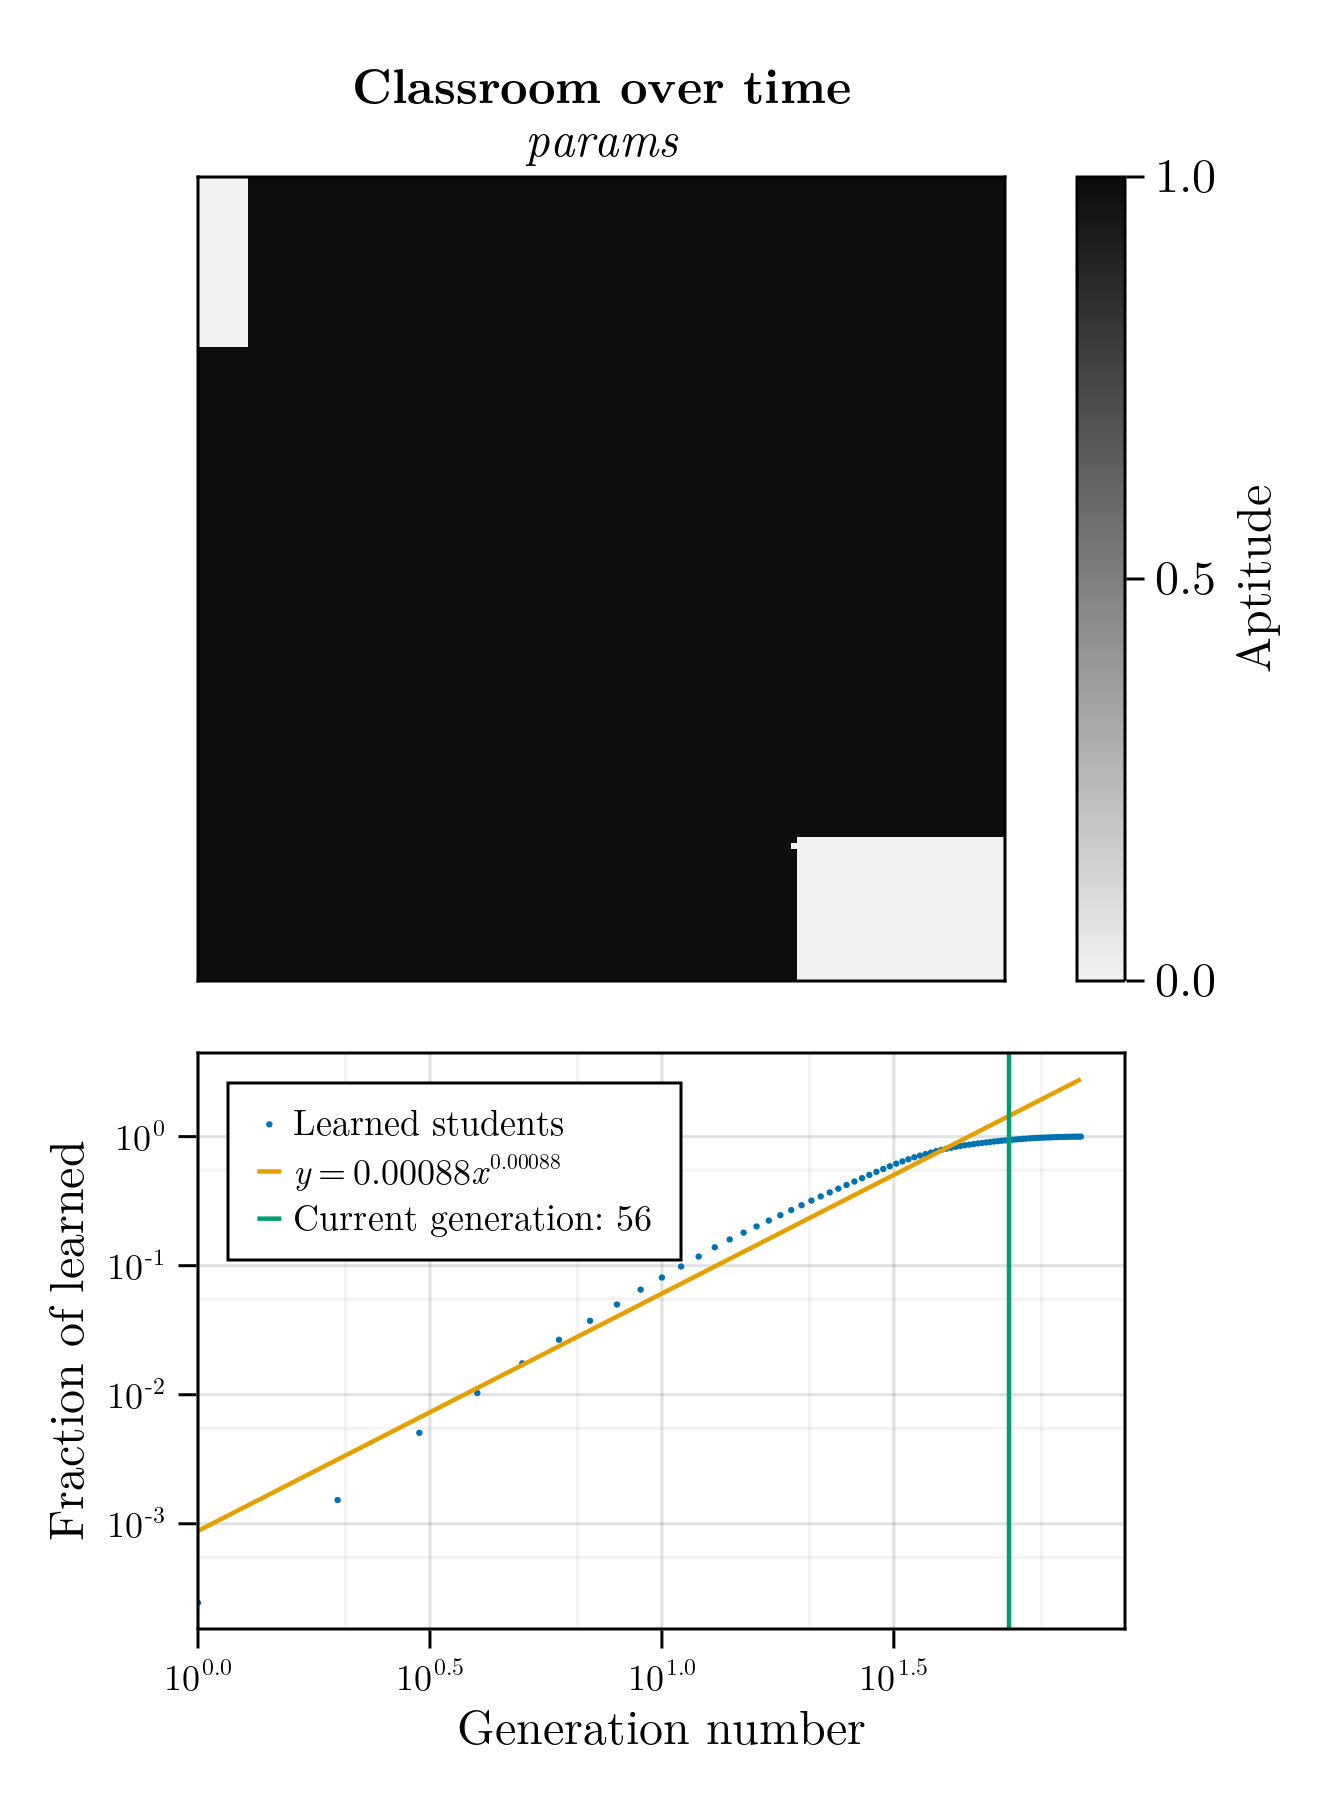 Classroom over time
params
1.0
0.5
0.0
Aptitude
Learned students
y = 0.00088x^0.00088
Current generation: 56
10^0
10^-1
10^-2
10^-3
Fraction of learned
10^0.0 10^0.5 10^1.0 10^1.5
Generation number